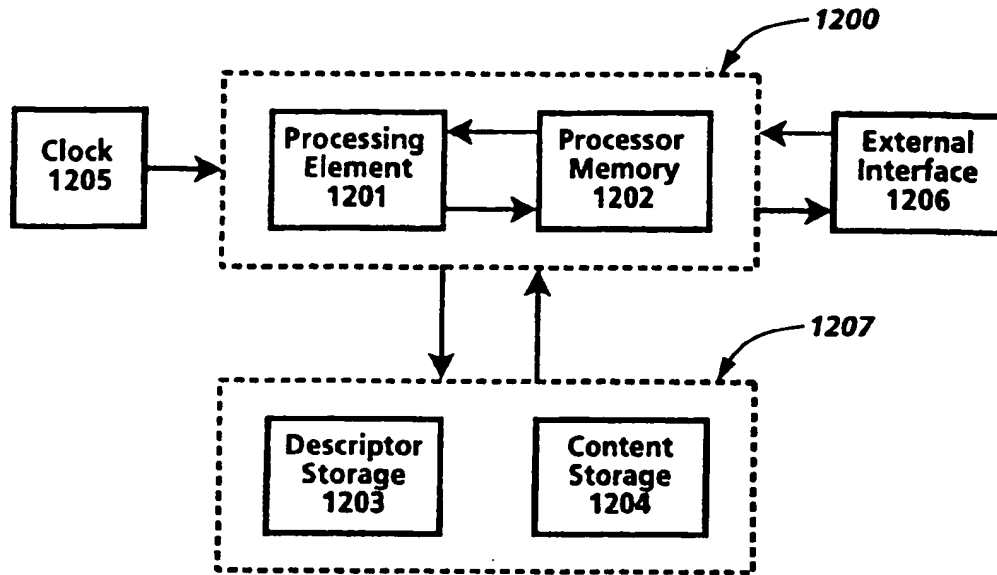 1200
Clock
1205
Processing
Element
1201
Processor
Memory
1202
External
Interface
1206
1207
Descriptor
Storage
1203
Content
Storage
1204